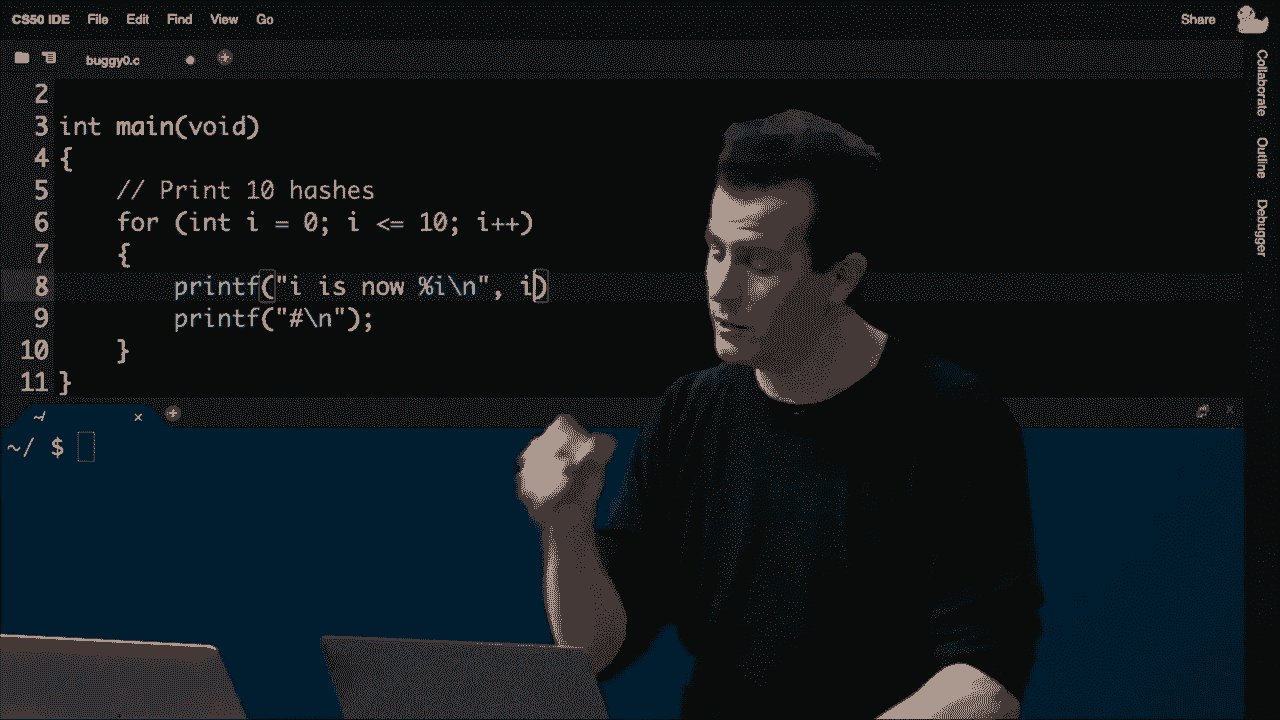 CS50 IDE File Edit Find View Go Share
buggy0.c
2
3 int main(void)
4 {
5 // Print 10 hashes
6 for (int i = 0; i <= 10; i++)
7 {
8 printf("i is now %i\n", i)
9 printf("#\n");
10 }
11 }
~/
~/ $
Collaborate
Outline
Debugger